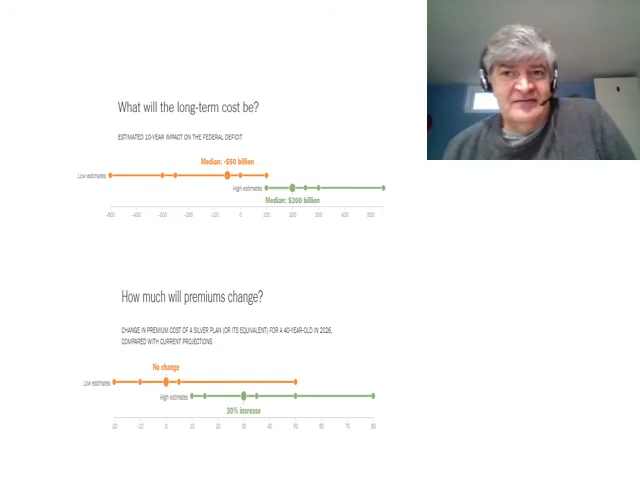 What will the long-term cost be?
ESTIMATED 10-YEAR IMPACT ON THE FEDERAL DEFICIT
Median: -$50 billion
Low estimates
High estimates
Median: $200 billion
-500 -400 -300 -200 -100 0 100 200 300 400 500
How much will premiums change?
CHANGE IN PREMIUM COST OF A SILVER PLAN (OR ITS EQUIVALENT) FOR A 40-YEAR-OLD IN 2026,
COMPARED WITH CURRENT PROJECTIONS
No change
Low estimates
High estimates
30% increase
-20 -10 0 10 20 30 40 50 60 70 80